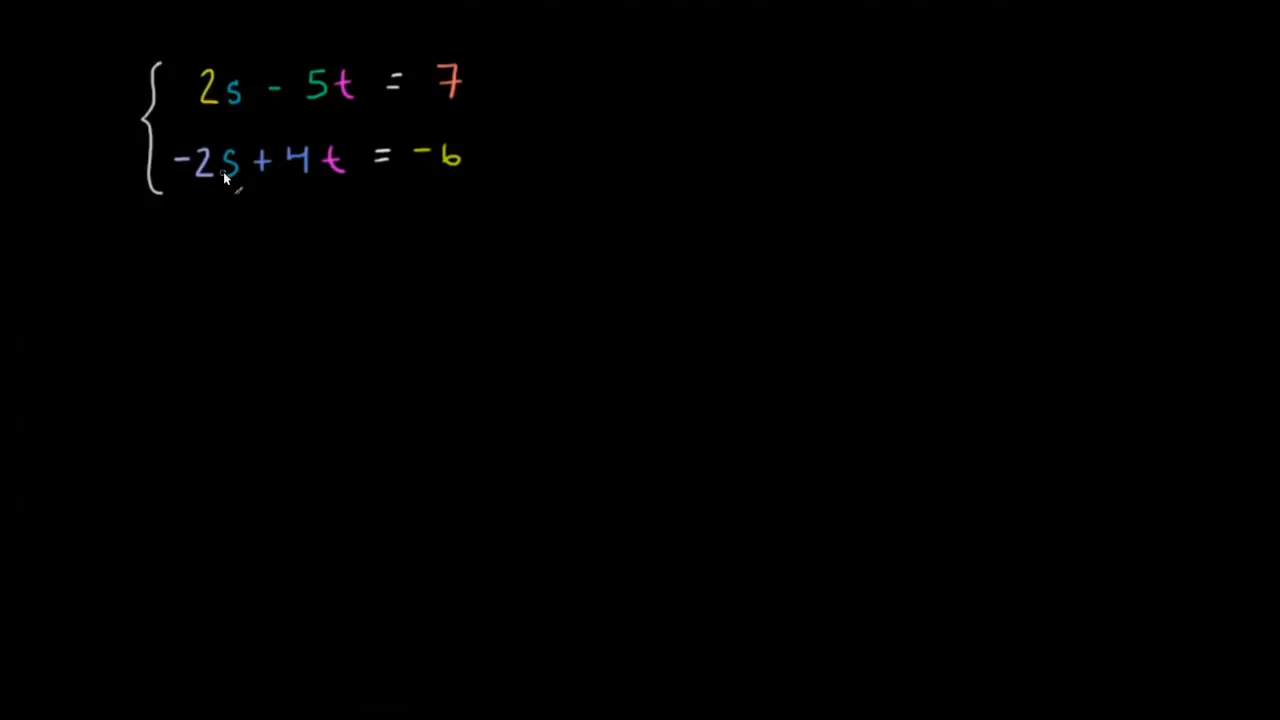 2s - 5t = 7
-2s + 4t = -6